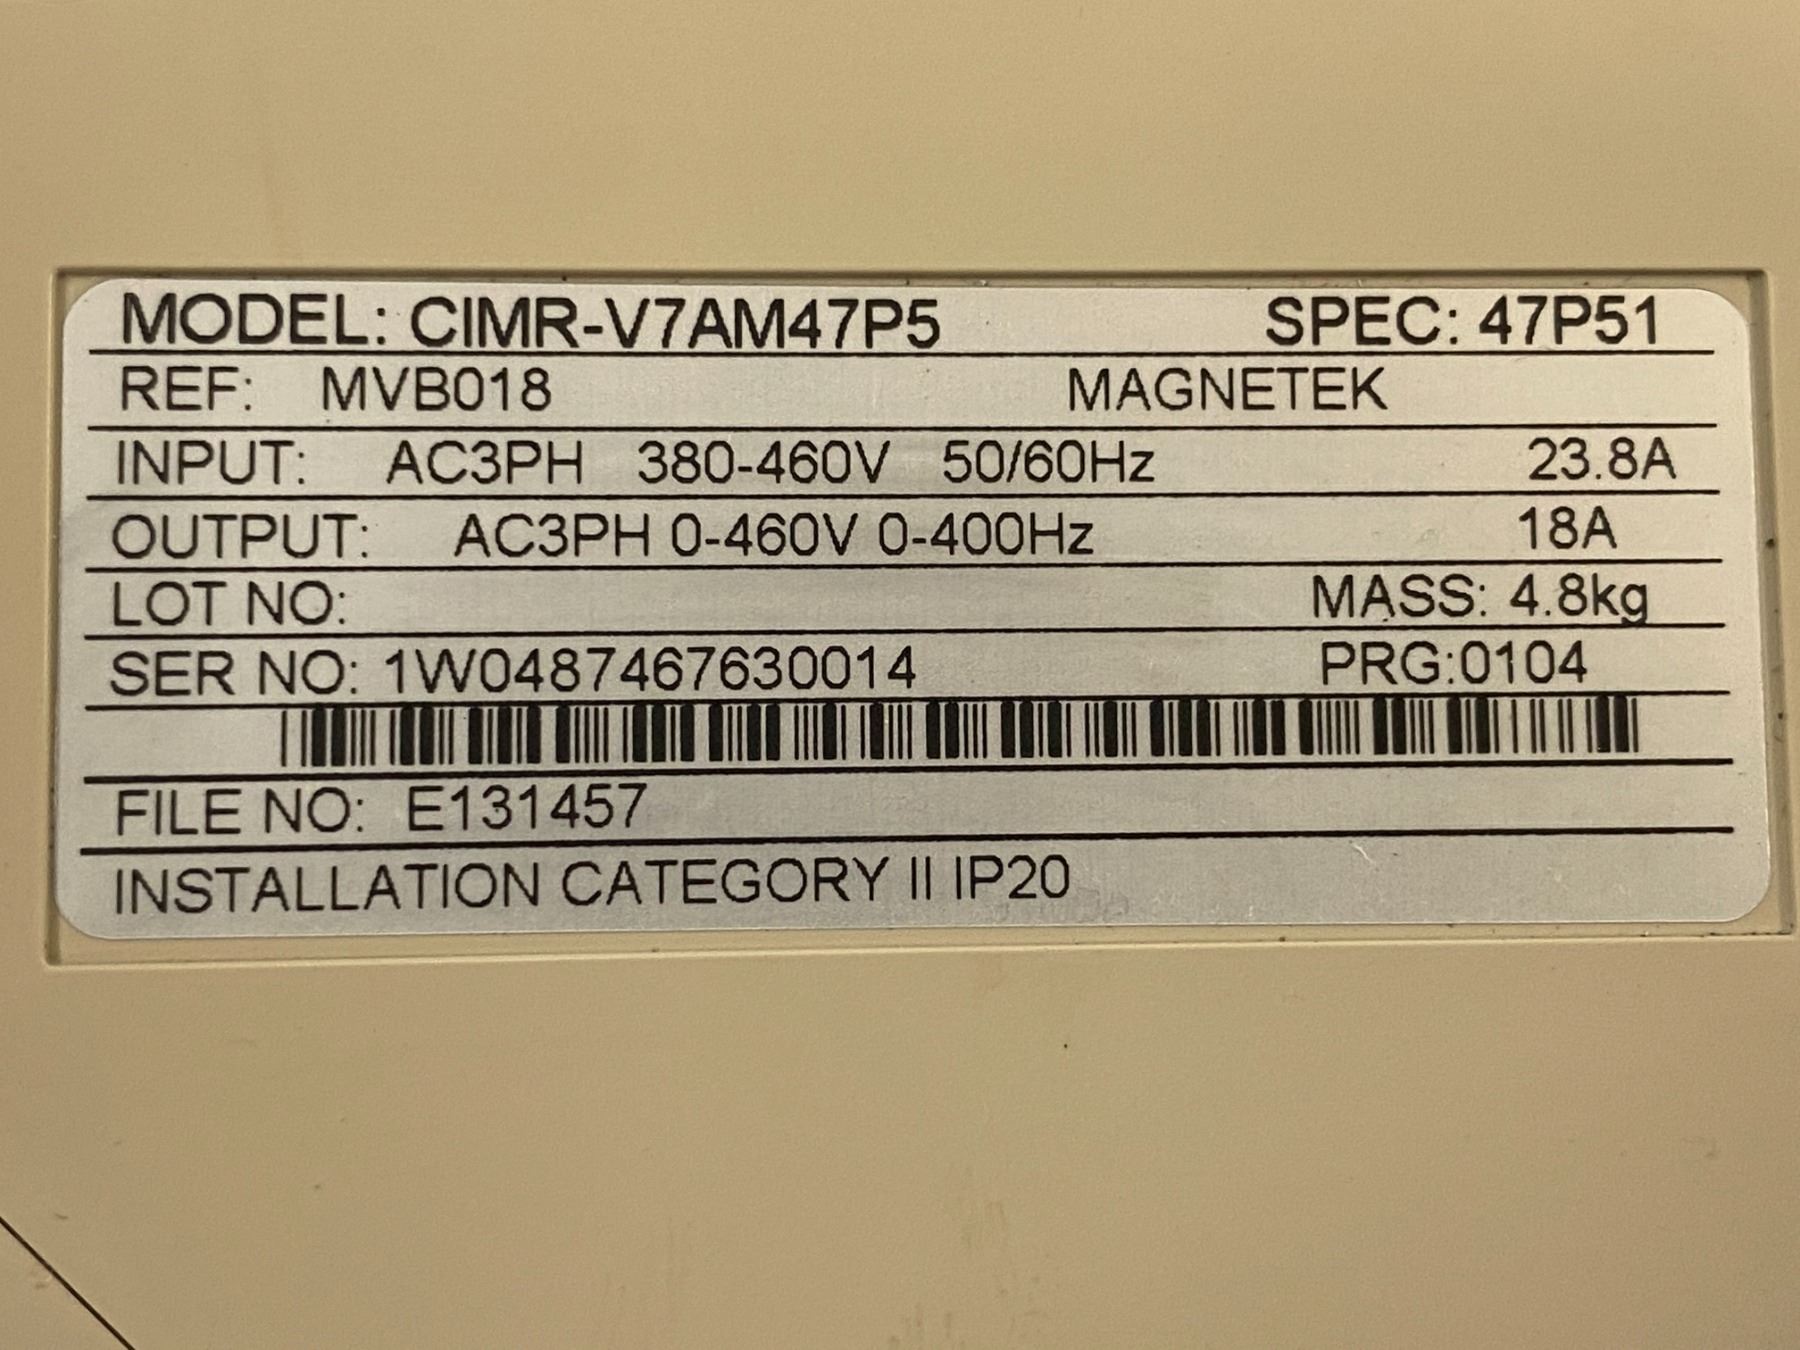 MODEL: CIMR-V7AM47P5 SPEC: 47P51
REF: MVB018 MAGNETEK
INPUT: AC3PH 380-460V 50/60Hz 23.8A
OUTPUT: AC3PH 0-460V 0-400Hz 18A
LOT NO: MASS: 4.8kg
SER NO: 1W0487467630014 PRG:0104
FILE NO: E131457
INSTALLATION CATEGORY II IP20